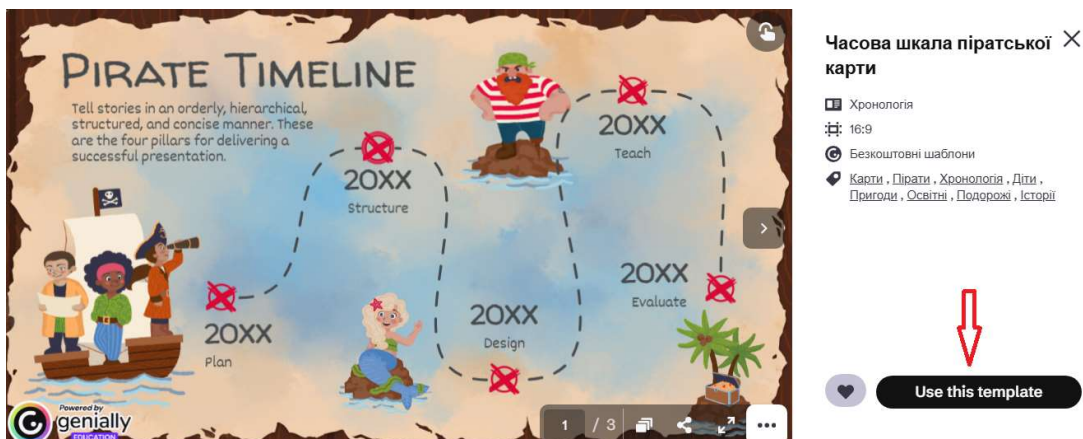 PIRATE TIMELINE
Tell stories in an orderly, hierarchical,
structured, and concise manner. These
are the four pillars for delivering a
successful presentation.
20XX
Structure
20XX
Teach
20XX
Plan
20XX
Design
20XX
Evaluate
Powered by
genially
EDUCATION
1 / 3
Часова шкала піратської
карти
Хронологія
16:9
Безкоштовні шаблони
Карти , Пірати , Хронологія , Діти ,
Пригоди , Освітні , Подорожі , Історії
Use this template